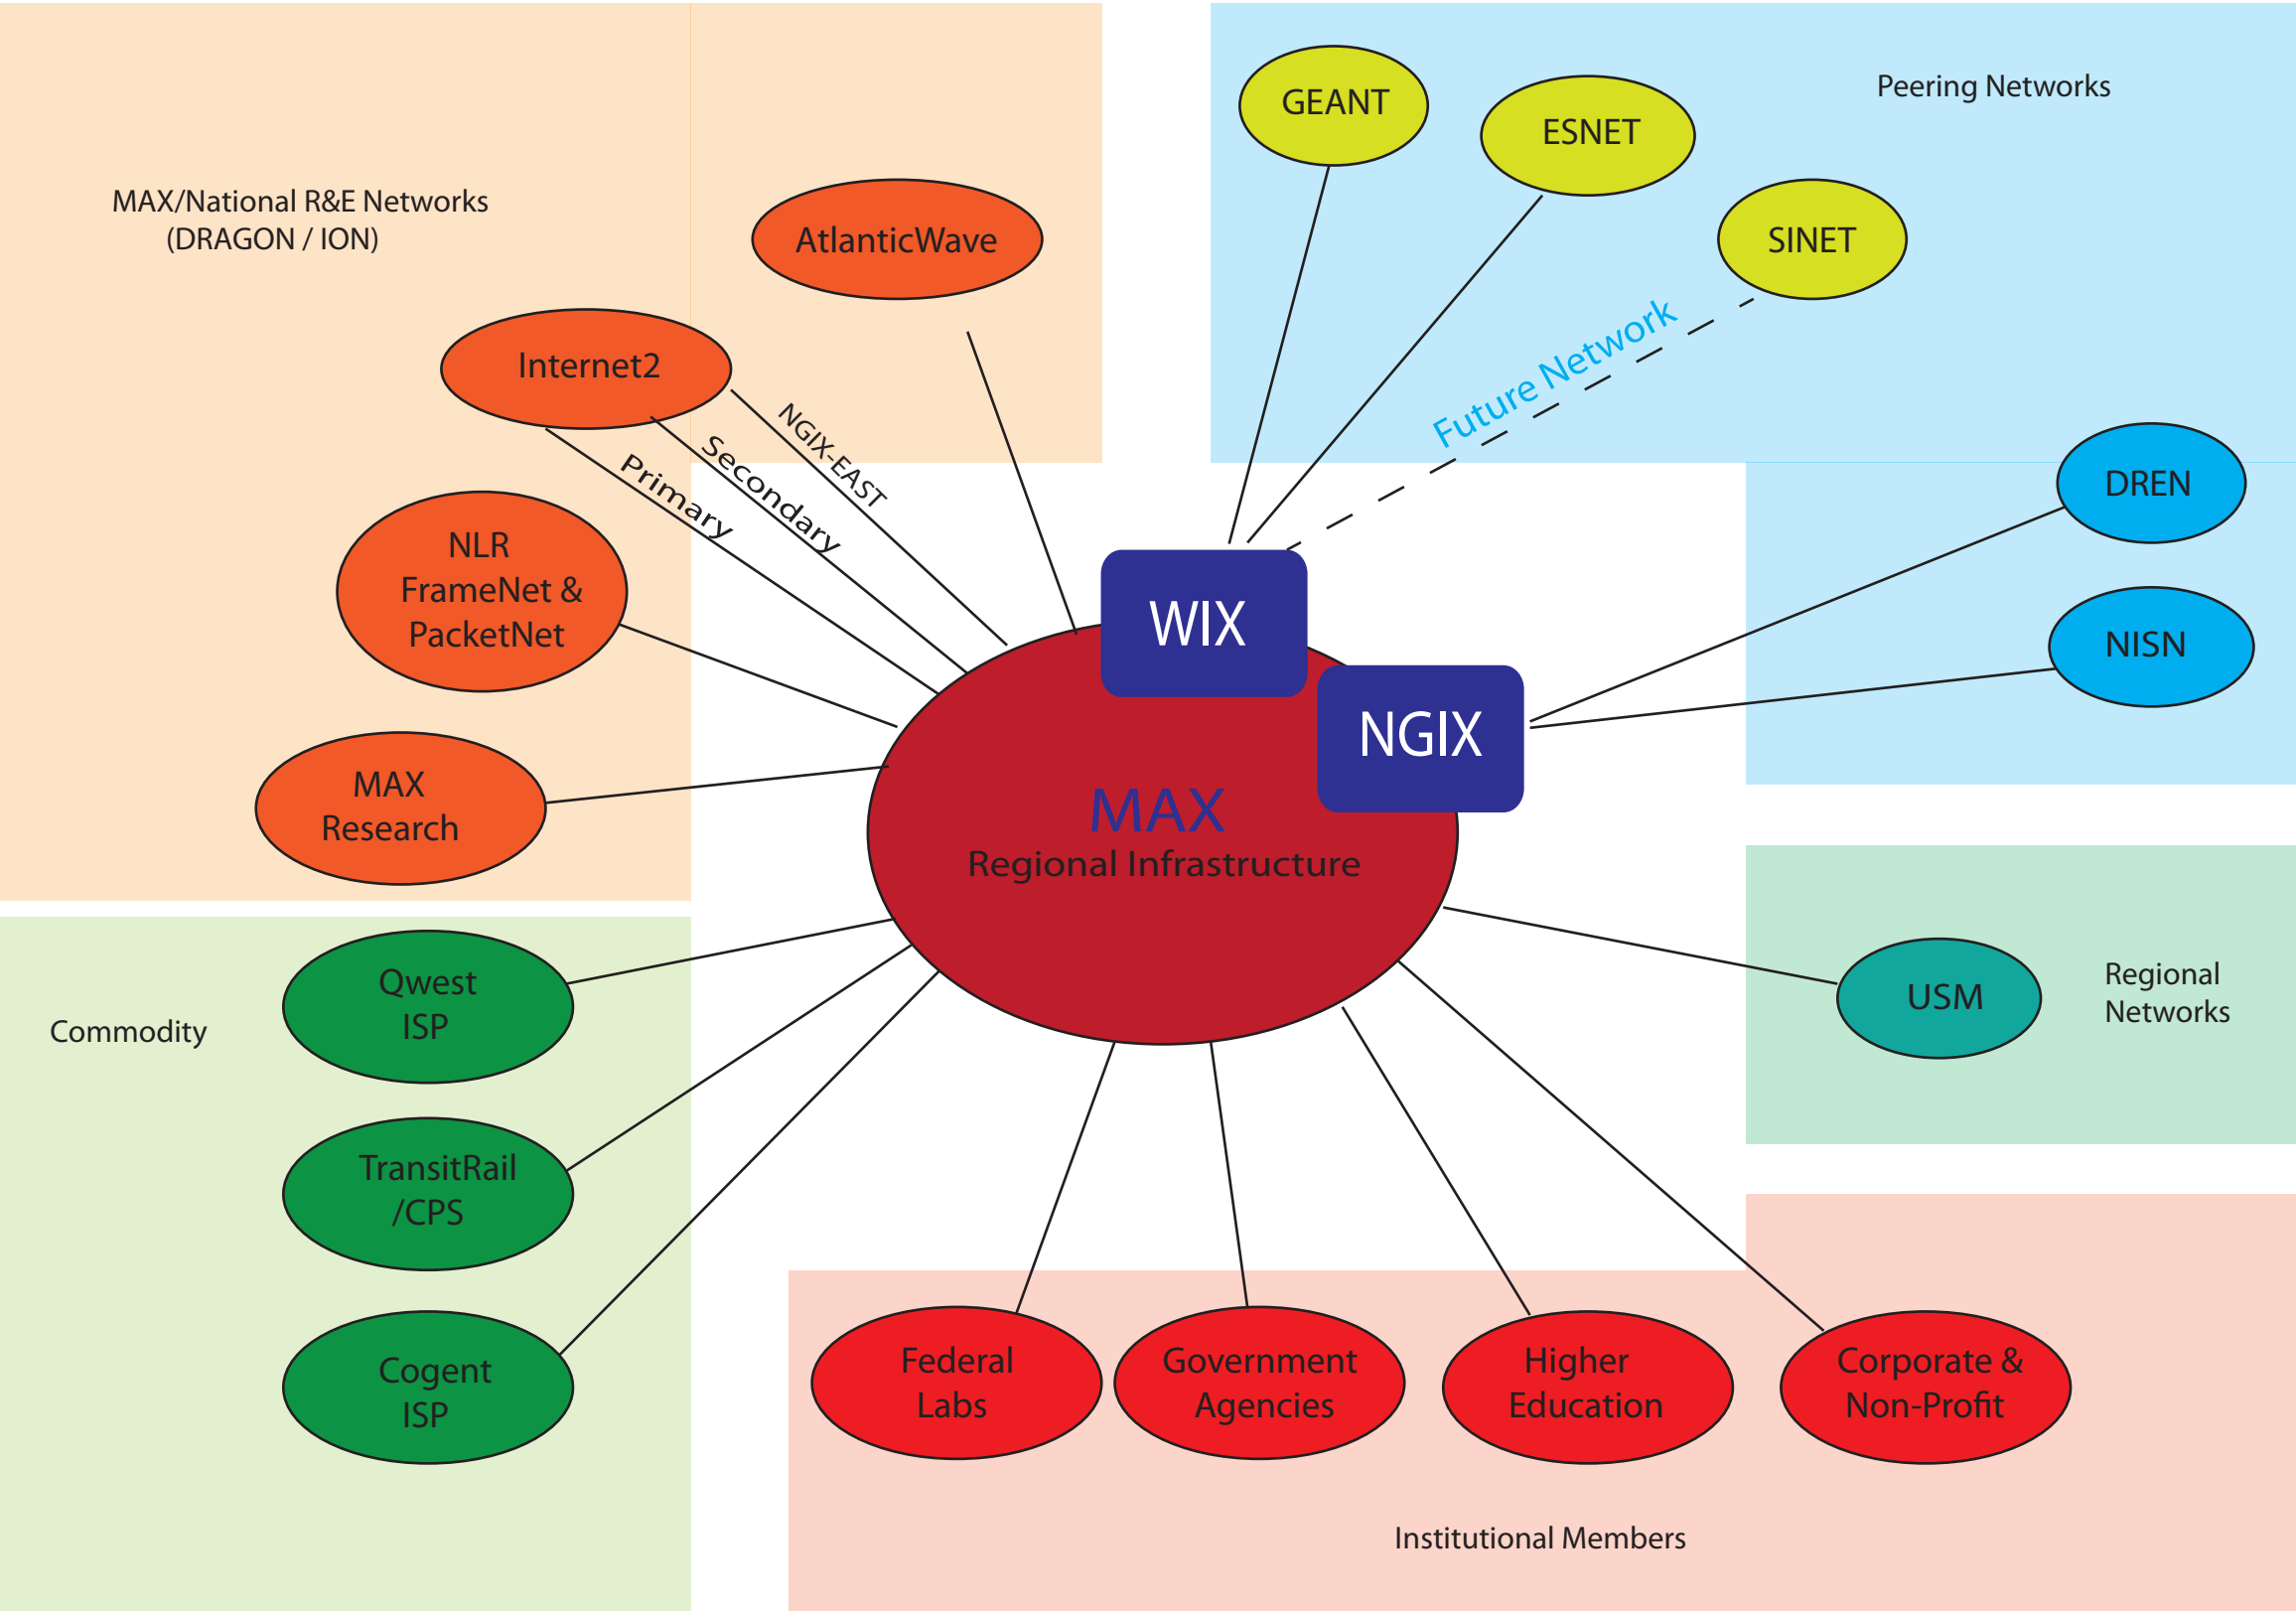 Peering Networks
GEANT
ESNET
SINET
MAX/National R&E Networks
(DRAGON / ION)
AtlanticWave
Internet2
Future Network
NGIX-EAST
Secondary
Primary
DREN
NLR
FrameNet &
PacketNet
WIX
NISN
NGIX
MAX
Research
MAX
Regional Infrastructure
Qwest
ISP
Commodity
USM
Regional
Networks
TransitRail
/CPS
Cogent
ISP
Federal
Labs
Government
Agencies
Higher
Education
Corporate &
Non-Profit
Institutional Members